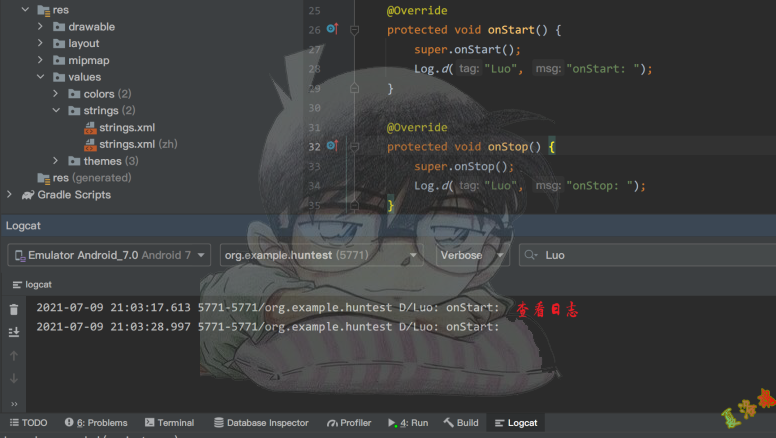 res
drawable
layout
mipmap
values
colors (2)
strings (2)
strings.xml
strings.xml (zh)
themes (3)
res (generated)
Gradle Scripts
25 @Override
26 protected void onStart() {
27 super.onStart();
28 Log.d( tag: "Luo", msg: "onStart: ");
29 }
30
31 @Override
32 protected void onStop() {
33 super.onStop();
34 Log.d( tag: "Luo", msg: "onStop: ");
35 }
Logcat
Emulator Android_7.0 Android 7
org.example.huntest (5771)
Verbose
Luo
logcat
2021-07-09 21:03:17.613 5771-5771/org.example.huntest D/Luo: onStart: 查看日志
2021-07-09 21:03:28.997 5771-5771/org.example.huntest D/Luo: onStart:
TODO 6: Problems Terminal Database Inspector Profiler 4: Run Build Logcat